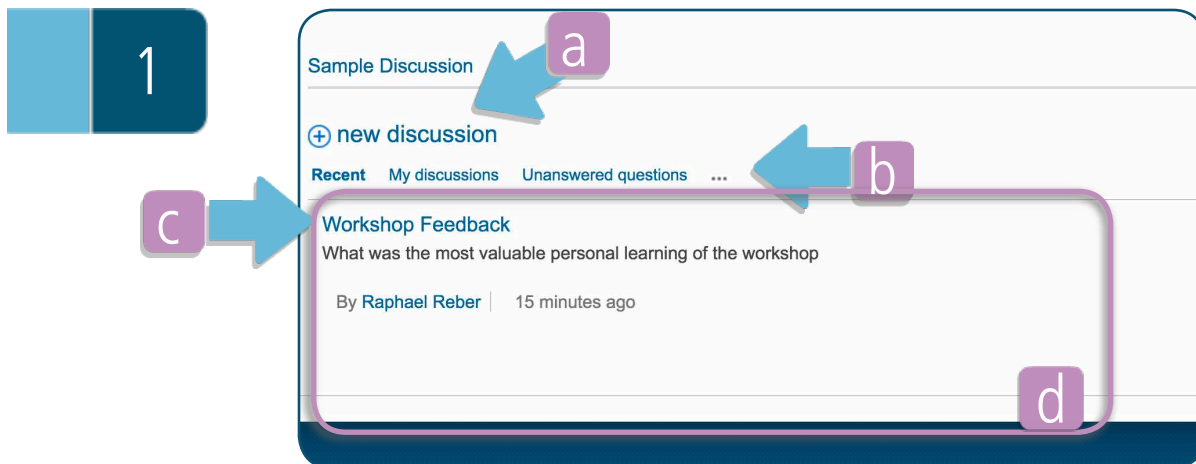 1
a
Sample Discussion
new discussion
Recent My discussions Unanswered questions ...
b
c
Workshop Feedback
What was the most valuable personal learning of the workshop
By Raphael Reber 15 minutes ago
d